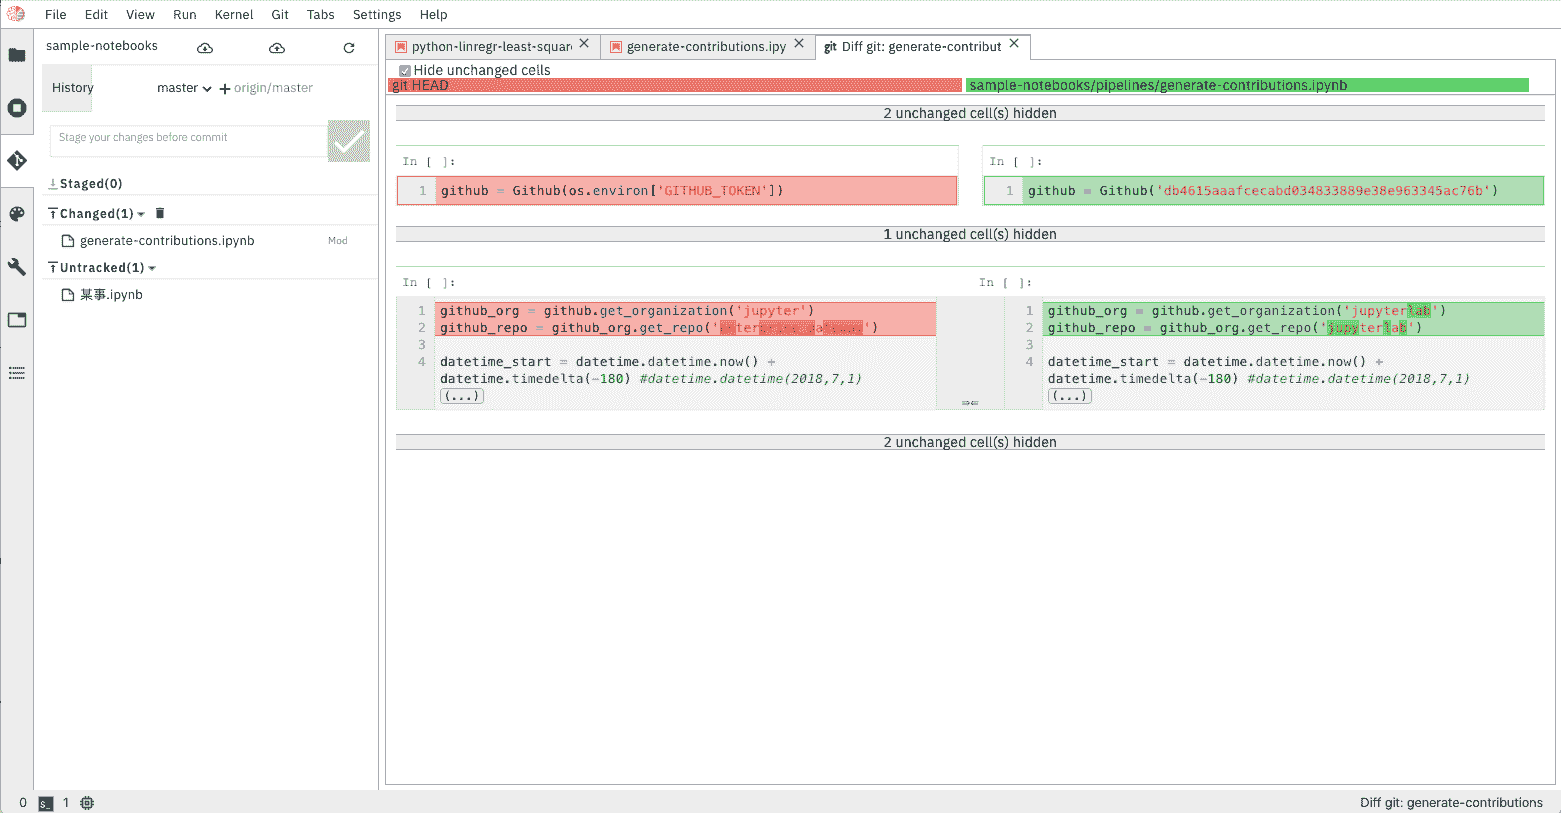 File Edit View Run Kernel Git Tabs Settings Help
sample-notebooks
History master origin/master
Stage your changes before commit
Staged(0)
Changed(1)
generate-contributions.ipynb Mod
Untracked(1)
某事.ipynb
python-linregr-least-squar generate-contributions.ipy git Diff git: generate-contribut
Hide unchanged cells
git HEAD sample-notebooks/pipelines/generate-contributions.ipynb
2 unchanged cell(s) hidden
In [ ]: In [ ]:
1 github = Github(os.environ['GITHUB_TOKEN']) 1 github = Github('db4615aaafcecabd034833889e38e963345ac76b')
1 unchanged cell(s) hidden
In [ ]: In [ ]:
1 github_org = github.get_organization('jupyter') 1 github_org = github.get_organization('jupyterlab')
2 github_repo = github_org.get_repo(' ') 2 github_repo = github_org.get_repo('jupyterlab')
3 3
4 datetime_start = datetime.datetime.now() + 4 datetime_start = datetime.datetime.now() +
datetime.timedelta(-180) #datetime.datetime(2018,7,1) datetime.timedelta(-180) #datetime.datetime(2018,7,1)
(...) (...)
2 unchanged cell(s) hidden
0 $_ 1 Diff git: generate-contributions